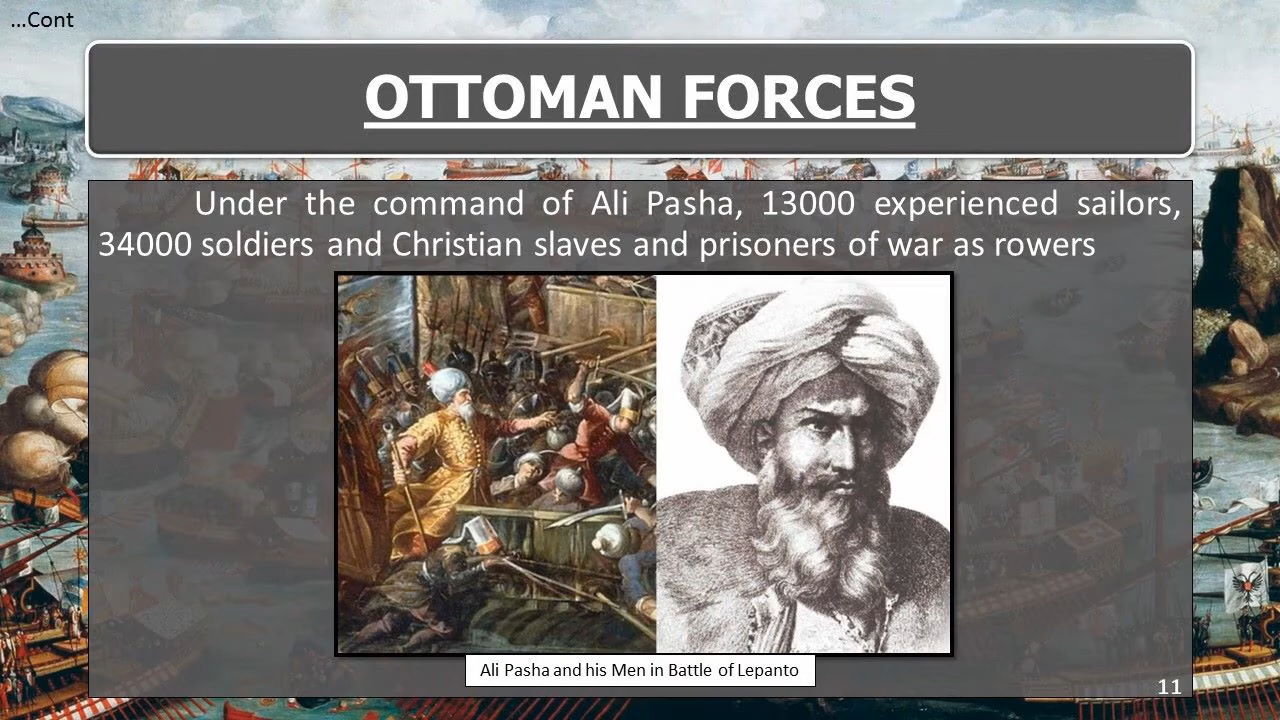 ...Cont
OTTOMAN FORCES
Under the command of Ali Pasha, 13000 experienced sailors,
34000 soldiers and Christian slaves and prisoners of war as rowers
Ali Pasha and his Men in Battle of Lepanto
11